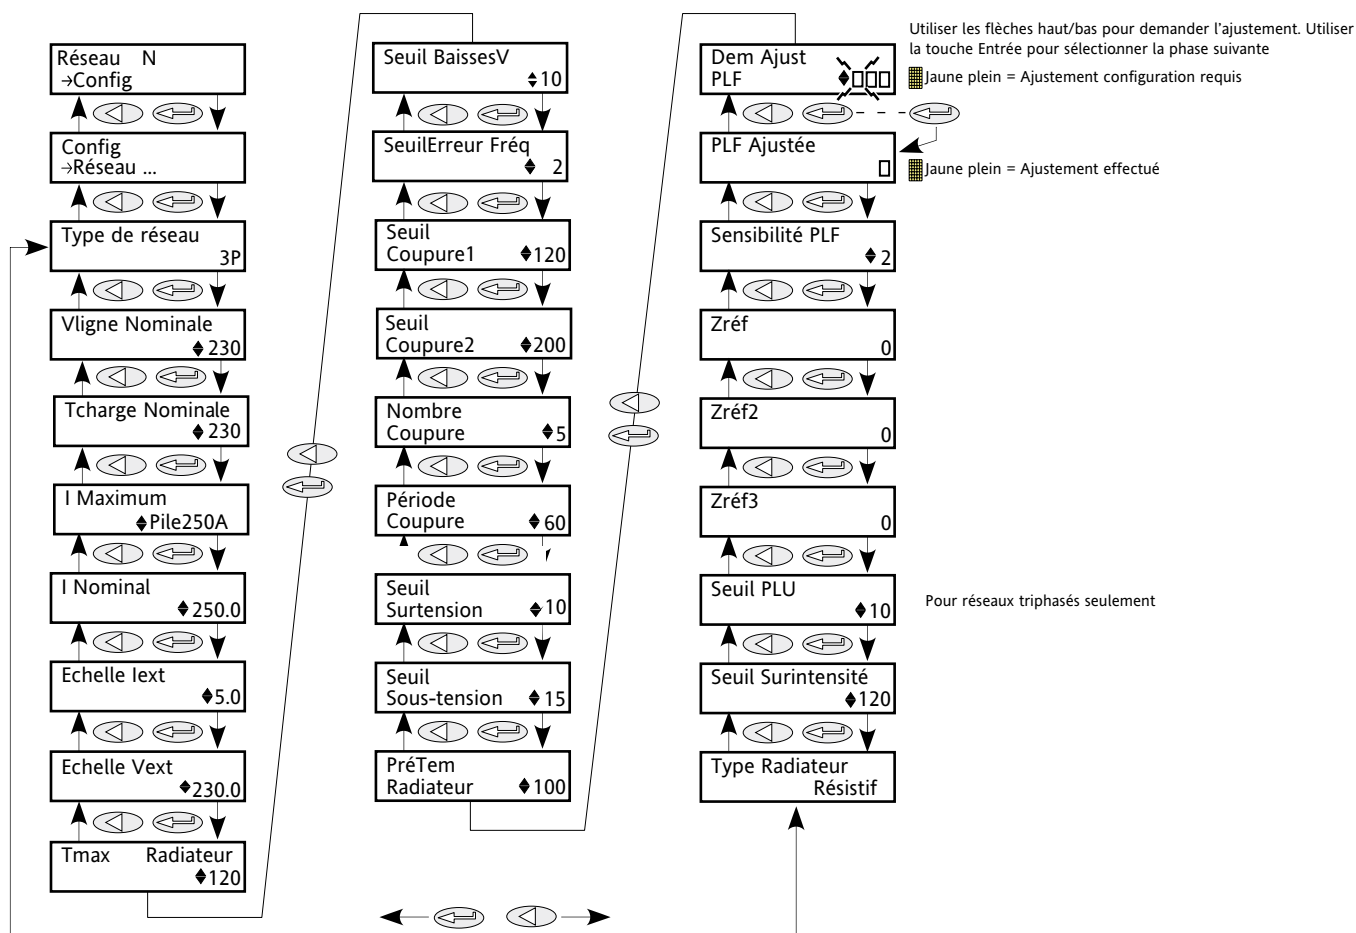 Réseau N
→Config
Config
→Réseau ...
Type de réseau
3P
Vligne Nominale
230
Tcharge Nominale
230
I Maximum
Pile250A
I Nominal
250.0
Echelle Iext
5.0
Echelle Vext
230.0
Tmax Radiateur
120
Seuil BaissesV
10
SeuilErreur Fréq
2
Seuil
Coupure1 120
Seuil
Coupure2 200
Nombre
Coupure 5
Période
Coupure 60
Seuil
Surtension 10
Seuil
Sous-tension 15
PréTem
Radiateur 100
Dem Ajust
PLF
PLF Ajustée
Sensibilité PLF
2
Zréf
0
Zréf2
0
Zréf3
0
Seuil PLU
10
Seuil Surintensité
120
Type Radiateur
Résistif
Utiliser les flèches haut/bas pour demander l'ajustement. Utiliser
la touche Entrée pour sélectionner la phase suivante
Jaune plein = Ajustement configuration requis
Jaune plein = Ajustement effectué
Pour réseaux triphasés seulement